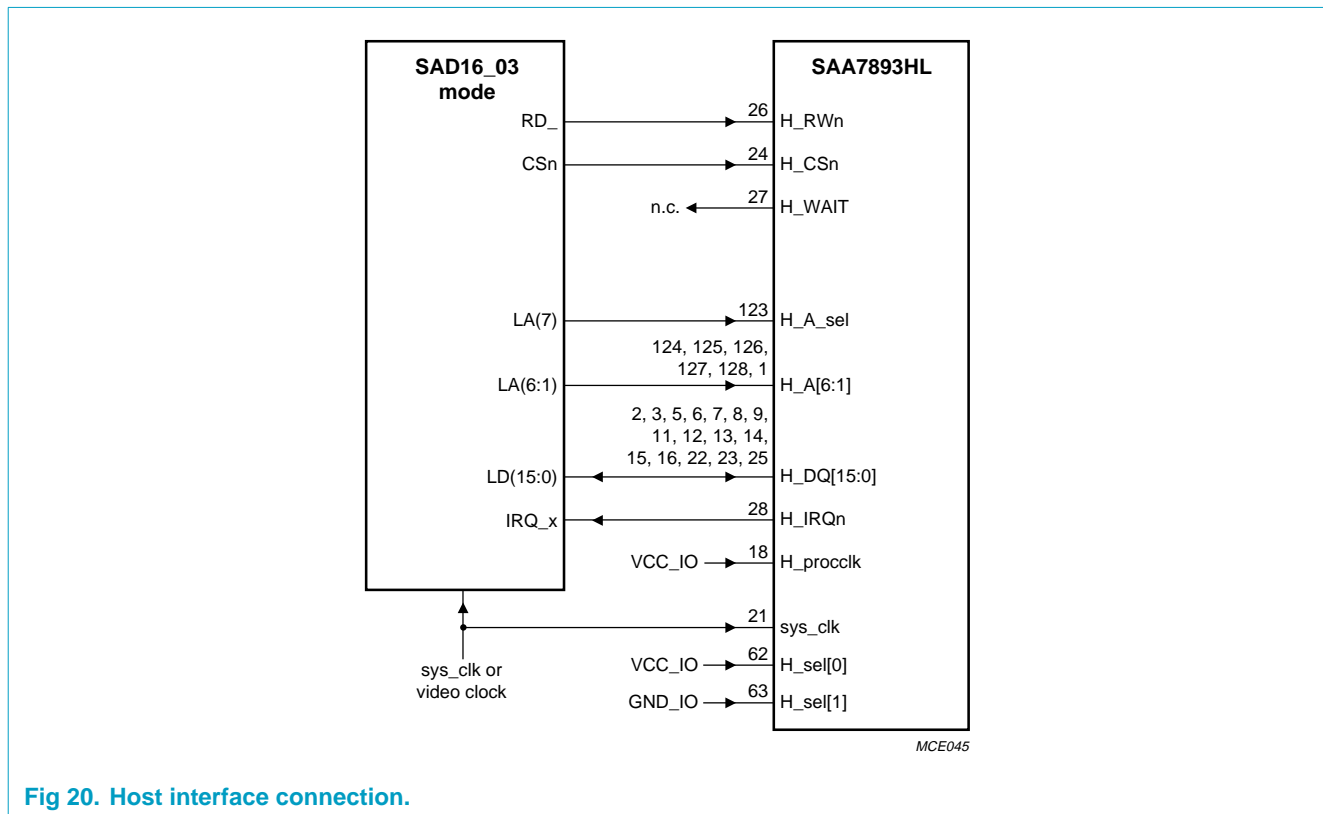 SAD16_03
mode
SAA7893HL
RD_
26
H_RWn
CSn
24
H_CSn
n.c.
27
H_WAIT
LA(7)
123
H_A_sel
124, 125, 126,
127, 128, 1
LA(6:1)
H_A[6:1]
2, 3, 5, 6, 7, 8, 9,
11, 12, 13, 14,
15, 16, 22, 23, 25
LD(15:0)
H_DQ[15:0]
IRQ_x
28
H_IRQn
VCC_IO
18
H_procclk
21
sys_clk
sys_clk or
video clock
VCC_IO
62
H_sel[0]
GND_IO
63
H_sel[1]
MCE045
Fig 20. Host interface connection.